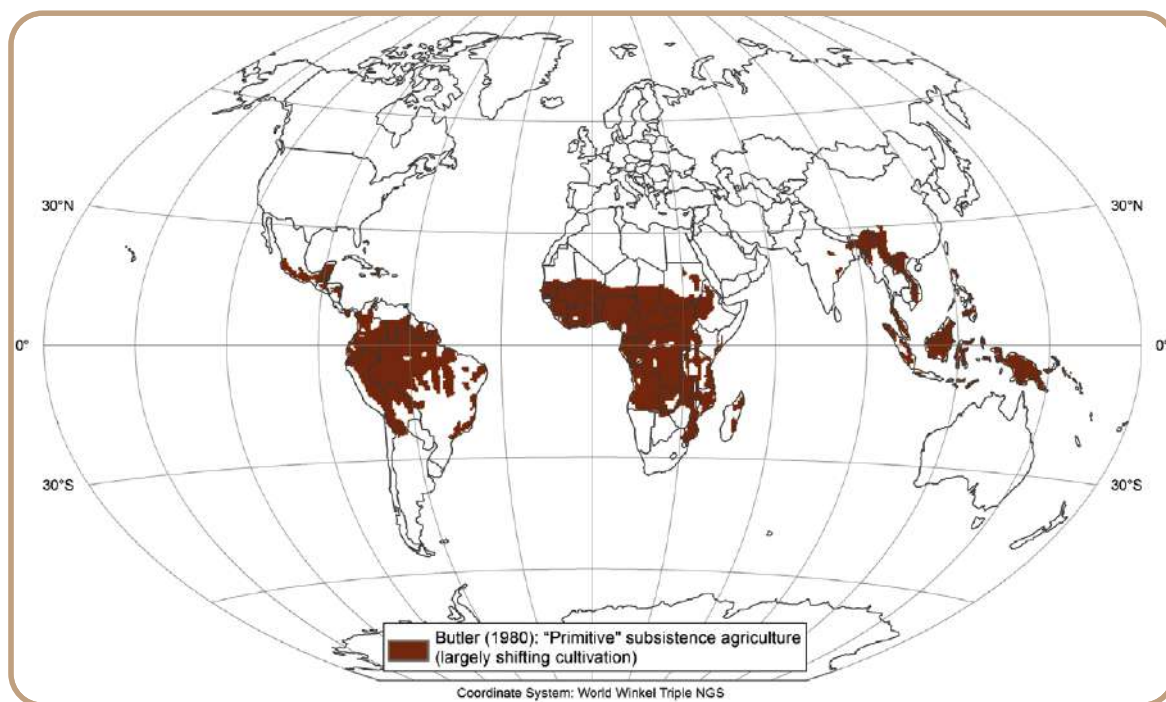 30°N
30°N
0°
0°
30°S
30°S
Butler (1980): "Primitive" subsistence agriculture
(largely shifting cultivation)
Coordinate System: World Winkel Triple NGS